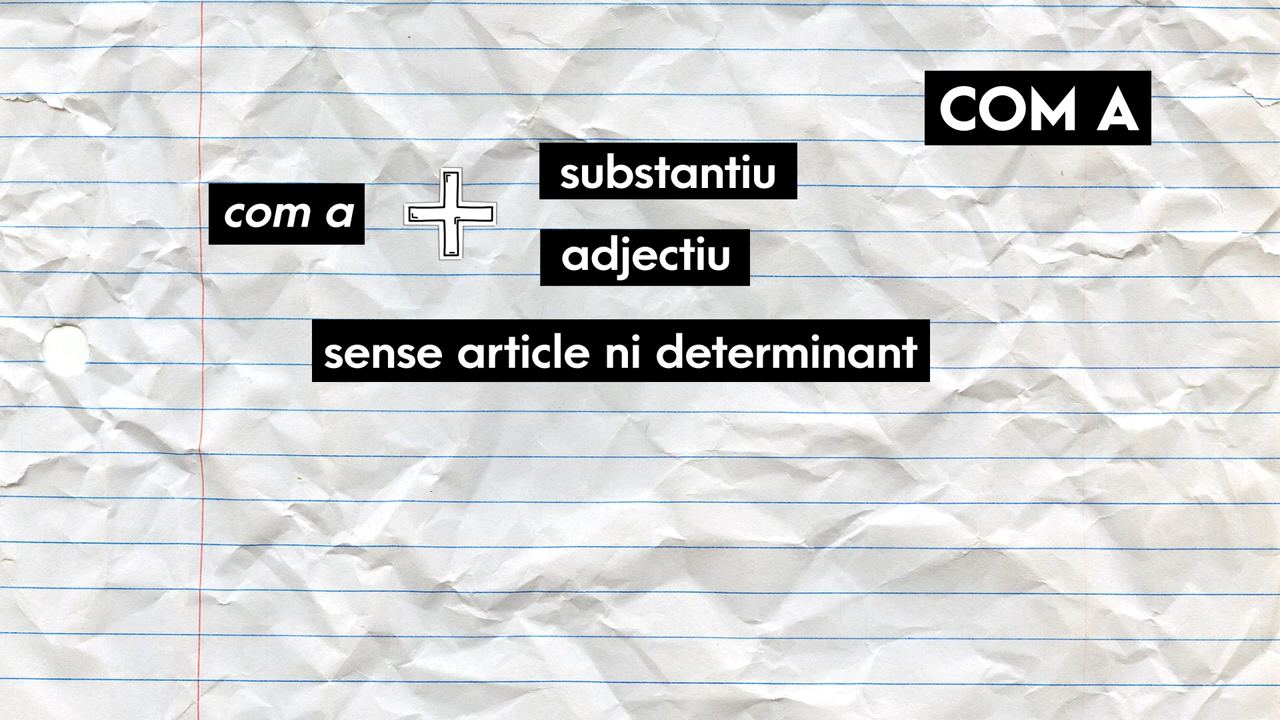 COM A
com a
substantiu
adjectiu
sense article ni determinant